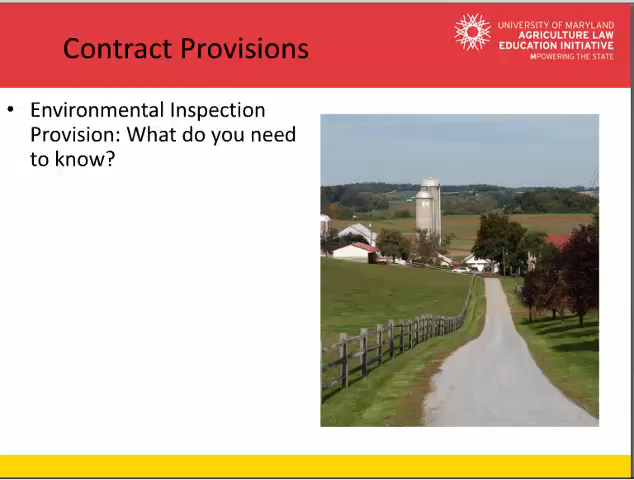 Contract Provisions
UNIVERSITY OF MARYLAND
AGRICULTURE LAW
EDUCATION INITIATIVE
MPOWERING THE STATE
• Environmental Inspection
Provision: What do you need
to know?